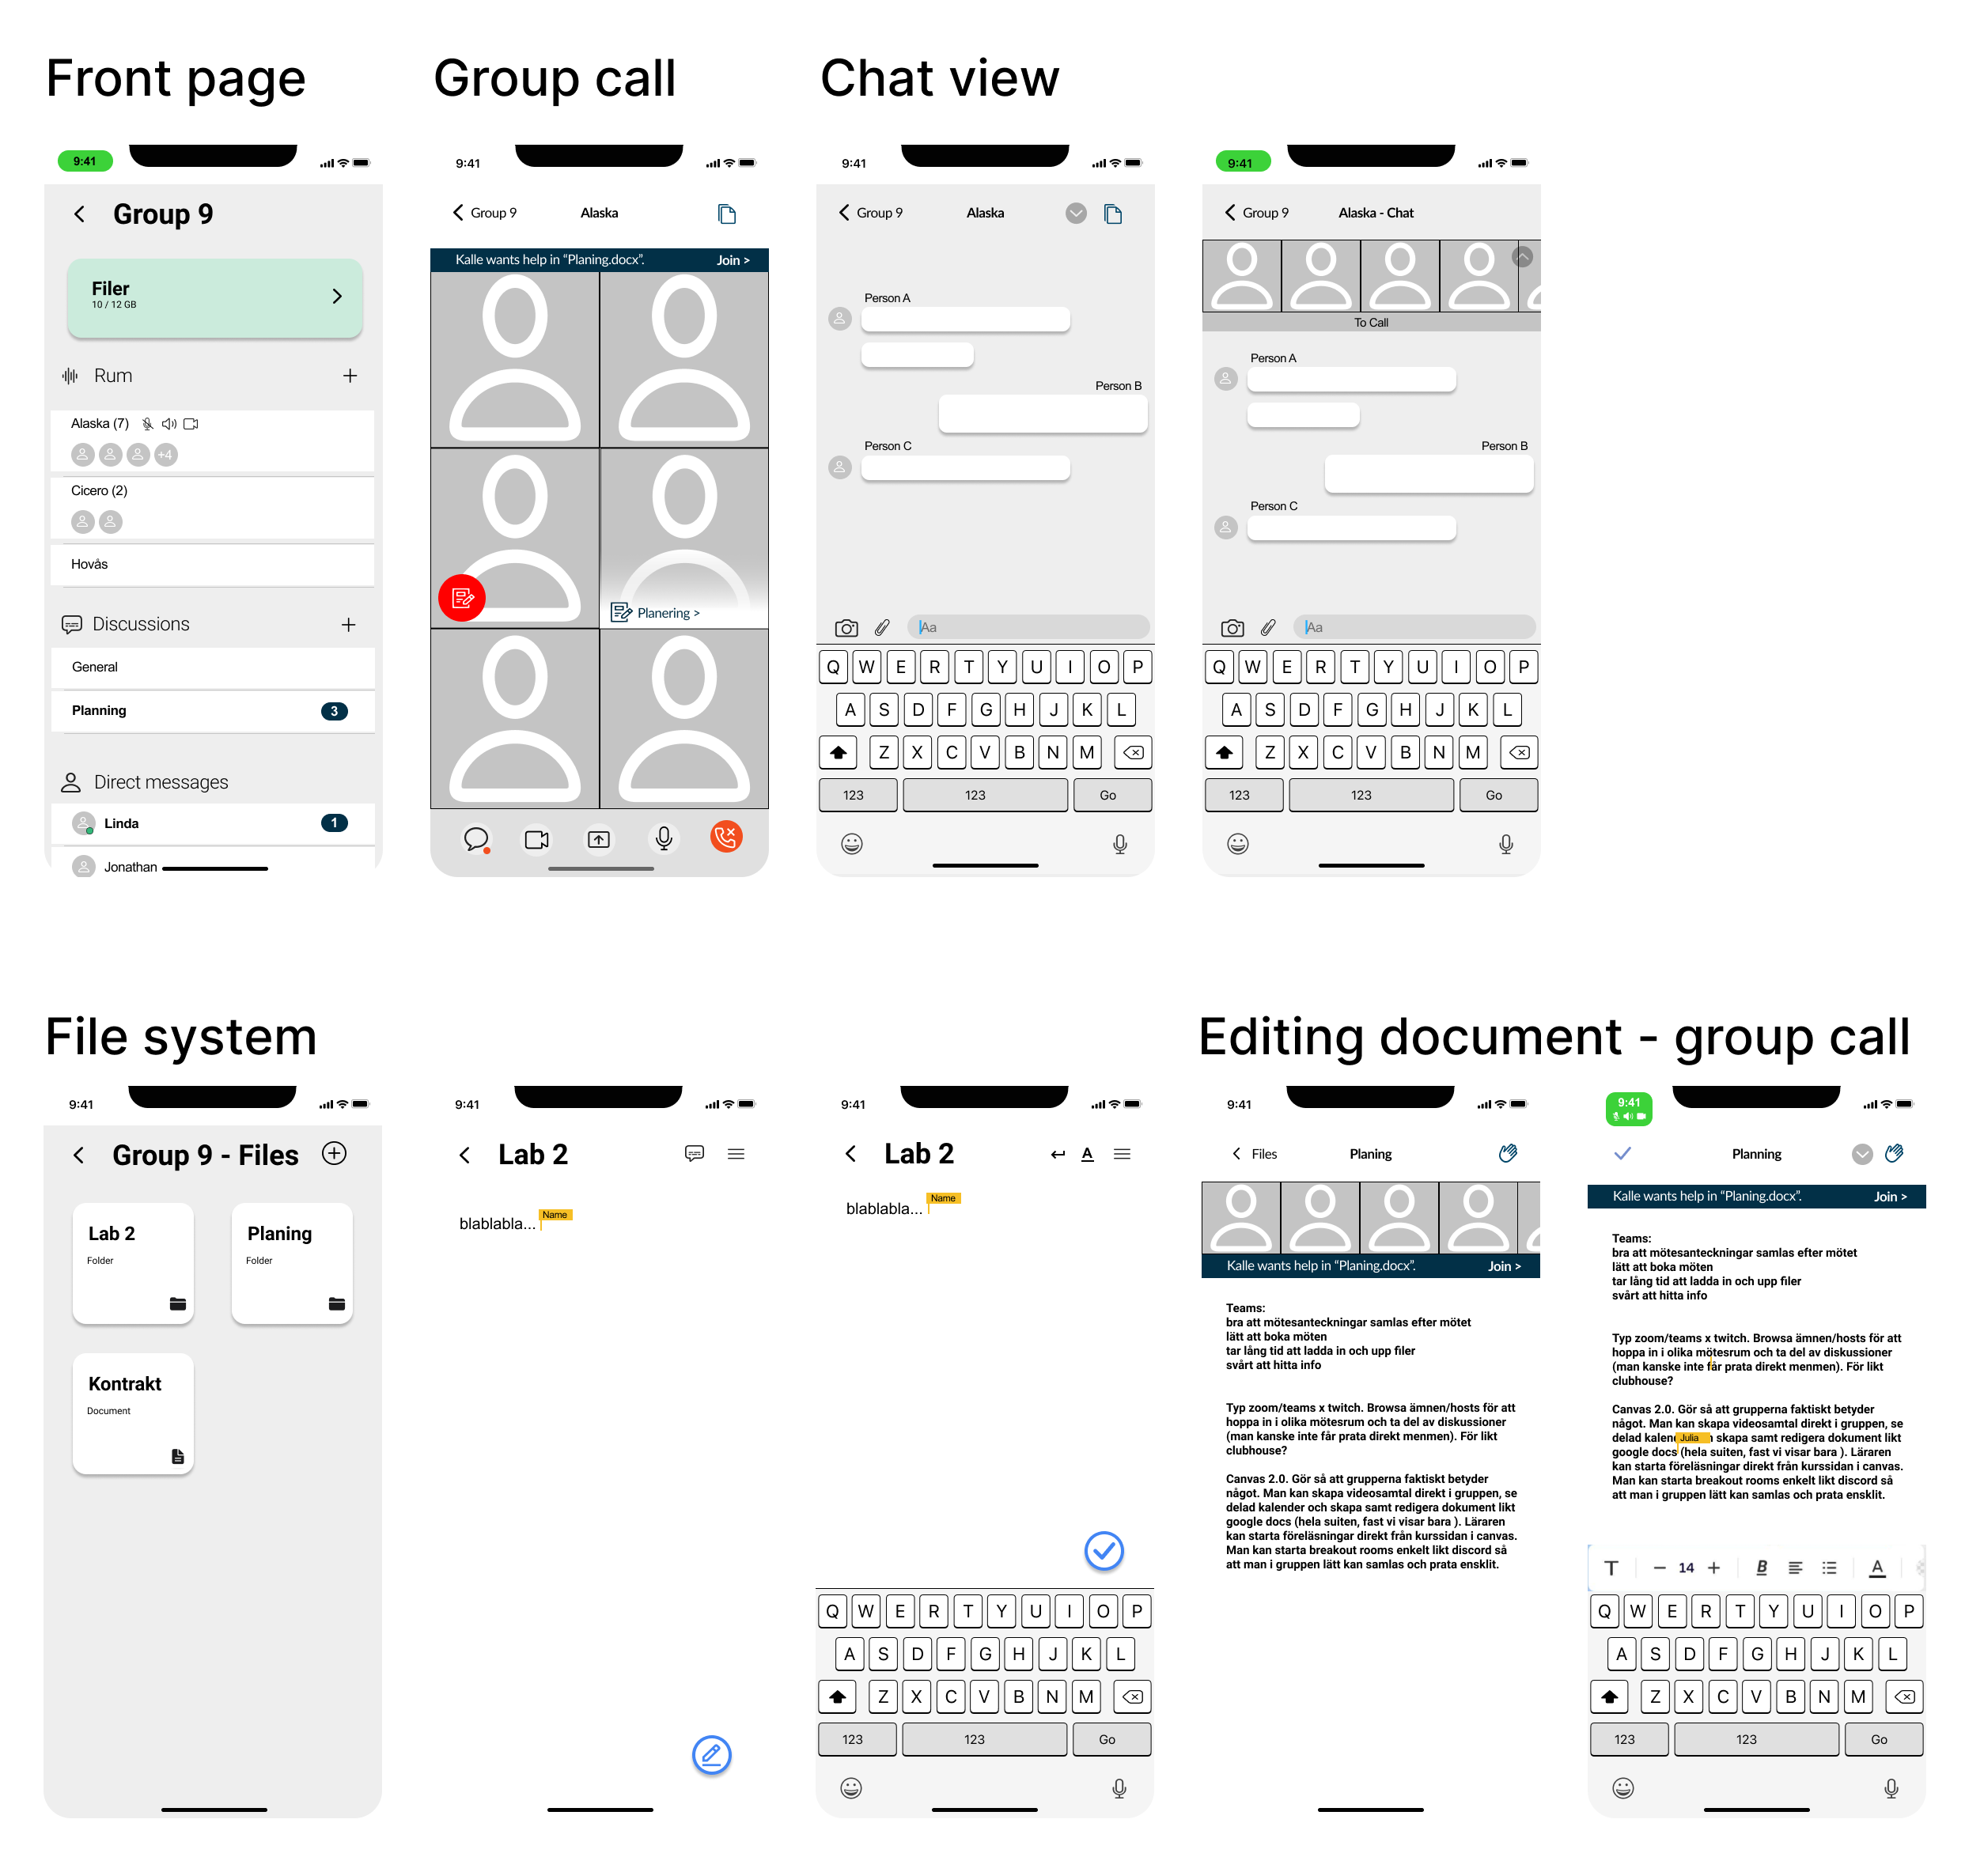 Front page
Group call
Chat view
9:41
Group 9
Filer
10 / 12 GB
Rum
Alaska (7)
+4
Cicero (2)
Hovås
Discussions
General
Planning
3
Direct messages
Linda
1
Jonathan
9:41
Group 9
Alaska
Kalle wants help in “Planing.docx”.
Join >
Planering >
9:41
Group 9
Alaska
Person A
Person B
Person C
Aa
Q W E R T Y U I O P
A S D F G H J K L
Z X C V B N M
123 123 Go
9:41
Group 9
Alaska - Chat
To Call
Person A
Person B
Person C
Aa
Q W E R T Y U I O P
A S D F G H J K L
Z X C V B N M
123 123 Go
File system
Editing document - group call
9:41
Group 9 - Files
Lab 2
Folder
Planing
Folder
Kontrakt
Document
9:41
Lab 2
Name
blablabla...
9:41
Lab 2
A
Name
blablabla...
Q W E R T Y U I O P
A S D F G H J K L
Z X C V B N M
123 123 Go
9:41
Files
Planing
Kalle wants help in “Planing.docx”.
Join >
Teams:
bra att mötesanteckningar samlas efter mötet
lätt att boka möten
tar lång tid att ladda in och upp filer
svårt att hitta info
Typ zoom/teams x twitch. Browsa ämnen/hosts för att
hoppa in i olika mötesrum och ta del av diskussioner
(man kanske inte får prata direkt menmen). För likt
clubhouse?
Canvas 2.0. Gör så att grupperna faktiskt betyder
något. Man kan skapa videosamtal direkt i gruppen, se
delad kalender och skapa samt redigera dokument likt
google docs (hela suiten, fast vi visar bara ). Läraren
kan starta föreläsningar direkt från kurssidan i canvas.
Man kan starta breakout rooms enkelt likt discord så
att man i gruppen lätt kan samlas och prata ensklit.
9:41
Planning
Kalle wants help in “Planing.docx”.
Join >
Teams:
bra att mötesanteckningar samlas efter mötet
lätt att boka möten
tar lång tid att ladda in och upp filer
svårt att hitta info
Typ zoom/teams x twitch. Browsa ämnen/hosts för att
hoppa in i olika mötesrum och ta del av diskussioner
(man kanske inte får prata direkt menmen). För likt
clubhouse?
Canvas 2.0. Gör så att grupperna faktiskt betyder
något. Man kan skapa videosamtal direkt i gruppen, se
delad kalen Julia skapa samt redigera dokument likt
google docs (hela suiten, fast vi visar bara ). Läraren
kan starta föreläsningar direkt från kurssidan i canvas.
Man kan starta breakout rooms enkelt likt discord så
att man i gruppen lätt kan samlas och prata ensklit.
T − 14 + B A
Q W E R T Y U I O P
A S D F G H J K L
Z X C V B N M
123 123 Go